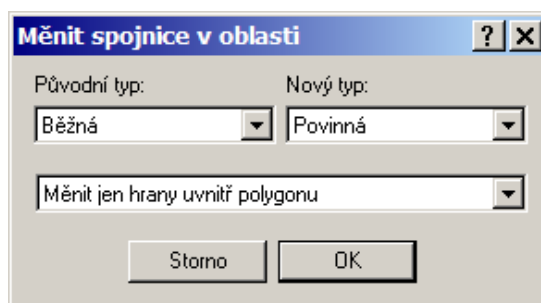 Měnit spojnice v oblasti
Původní typ: Nový typ:
Běžná Povinná
Měnit jen hrany uvnitř polygonu
Storno OK